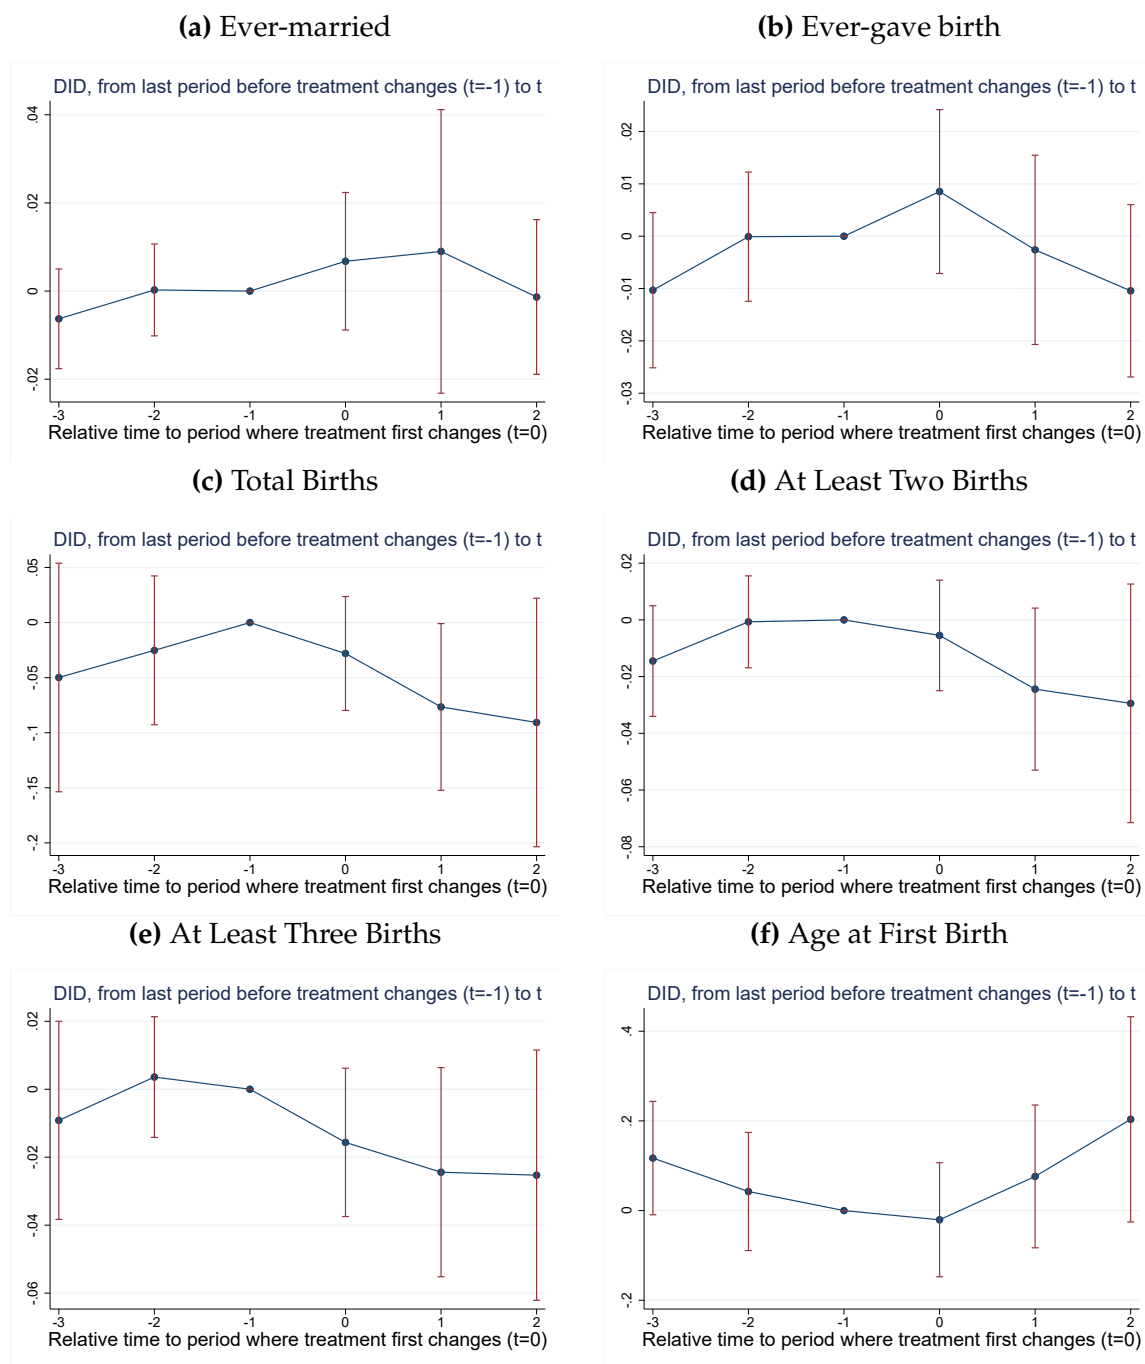 (a) Ever-married
DID, from last period before treatment changes (t=-1) to t
.04
.02
0
-.02
-3 -2 -1 0 1 2
Relative time to period where treatment first changes (t=0)
(b) Ever-gave birth
DID, from last period before treatment changes (t=-1) to t
.02
.01
0
-.01
-.02
-.03
-3 -2 -1 0 1 2
Relative time to period where treatment first changes (t=0)
(c) Total Births
DID, from last period before treatment changes (t=-1) to t
.05
0
-.05
-.1
-.15
-.2
-3 -2 -1 0 1 2
Relative time to period where treatment first changes (t=0)
(d) At Least Two Births
DID, from last period before treatment changes (t=-1) to t
.02
0
-.02
-.04
-.06
-.08
-3 -2 -1 0 1 2
Relative time to period where treatment first changes (t=0)
(e) At Least Three Births
DID, from last period before treatment changes (t=-1) to t
.02
0
-.02
-.04
-.06
-3 -2 -1 0 1 2
Relative time to period where treatment first changes (t=0)
(f) Age at First Birth
DID, from last period before treatment changes (t=-1) to t
.4
.2
0
-.2
-3 -2 -1 0 1 2
Relative time to period where treatment first changes (t=0)